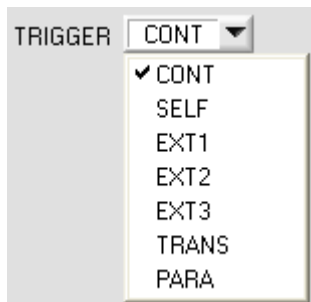 TRIGGER CONT
CONT
SELF
EXT1
EXT2
EXT3
TRANS
PARA